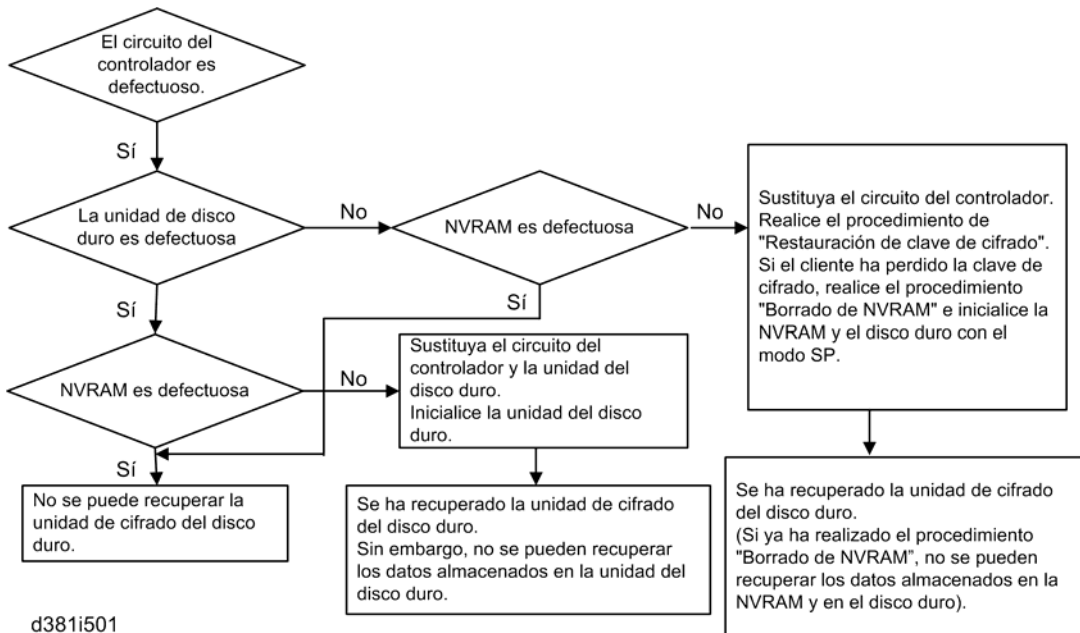 El circuito del
controlador es
defectuoso.
Sí
La unidad de disco
duro es defectuosa
No
NVRAM es defectuosa
No
Sustituya el circuito del controlador.
Realice el procedimiento de
"Restauración de clave de cifrado".
Si el cliente ha perdido la clave de
cifrado, realice el procedimiento
"Borrado de NVRAM" e inicialice la
NVRAM y el disco duro con el
modo SP.
Sí
Sí
NVRAM es defectuosa
No
Sustituya el circuito del
controlador y la unidad del
disco duro.
Inicialice la unidad del disco
duro.
Sí
No se puede recuperar la
unidad de cifrado del disco
duro.
Se ha recuperado la unidad de cifrado
del disco duro.
Sin embargo, no se pueden recuperar
los datos almacenados en la unidad del
disco duro.
Se ha recuperado la unidad de cifrado
del disco duro.
(Si ya ha realizado el procedimiento
"Borrado de NVRAM”, no se pueden
recuperar los datos almacenados en la
NVRAM y en el disco duro).
d381i501